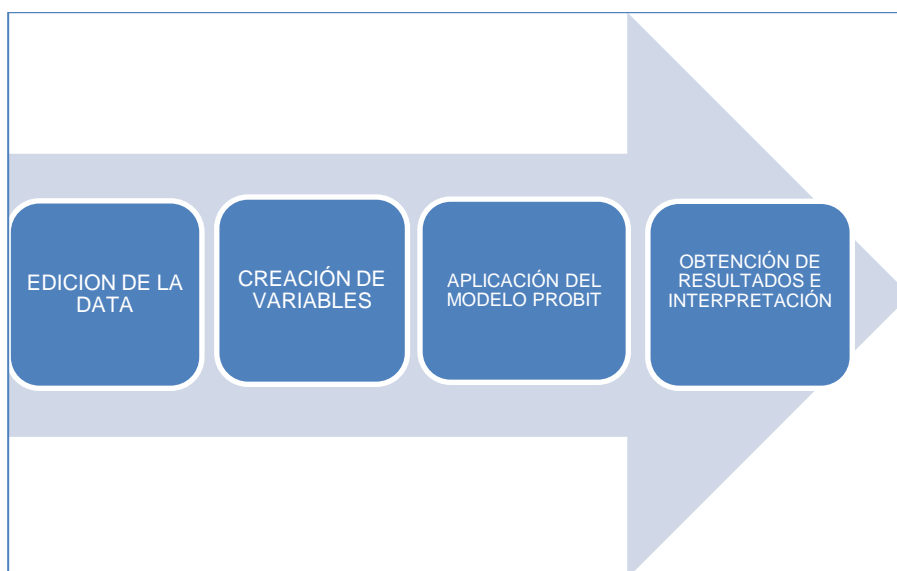 EDICION DE LA
DATA
CREACIÓN DE
VARIABLES
APLICACIÓN DEL
MODELO PROBIT
OBTENCIÓN DE
RESULTADOS E
INTERPRETACIÓN